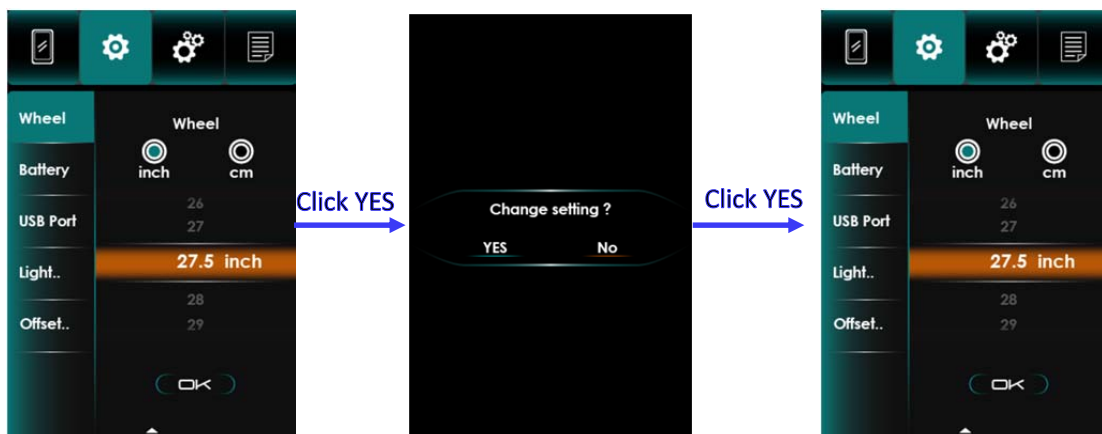 Wheel
Battery
USB Port
Light..
Offset..
Wheel
inch cm
26
27
27.5 inch
28
29
OK
Click YES
Change setting ?
YES No
Click YES
Wheel
Battery
USB Port
Light..
Offset..
Wheel
inch cm
26
27
27.5 inch
28
29
OK